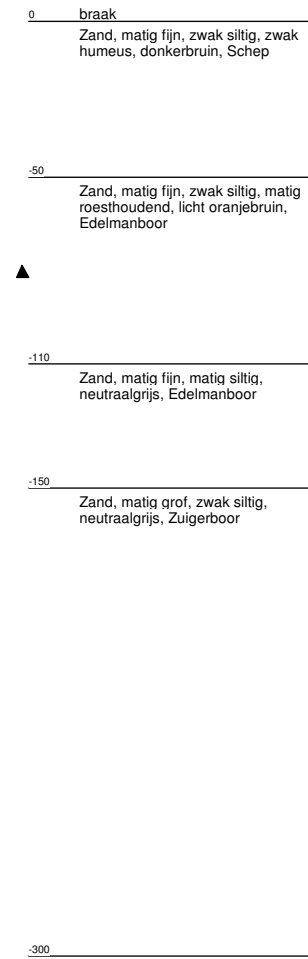 0 braak
Zand, matig fijn, zwak siltig, zwak
humeus, donkerbruin, Schep
-50
Zand, matig fijn, zwak siltig, matig
roesthoudend, licht oranjebruin,
Edelmanboor
-110
Zand, matig fijn, matig siltig,
neutraalgrijs, Edelmanboor
-150
Zand, matig grof, zwak siltig,
neutraalgrijs, Zuigerboor
-300